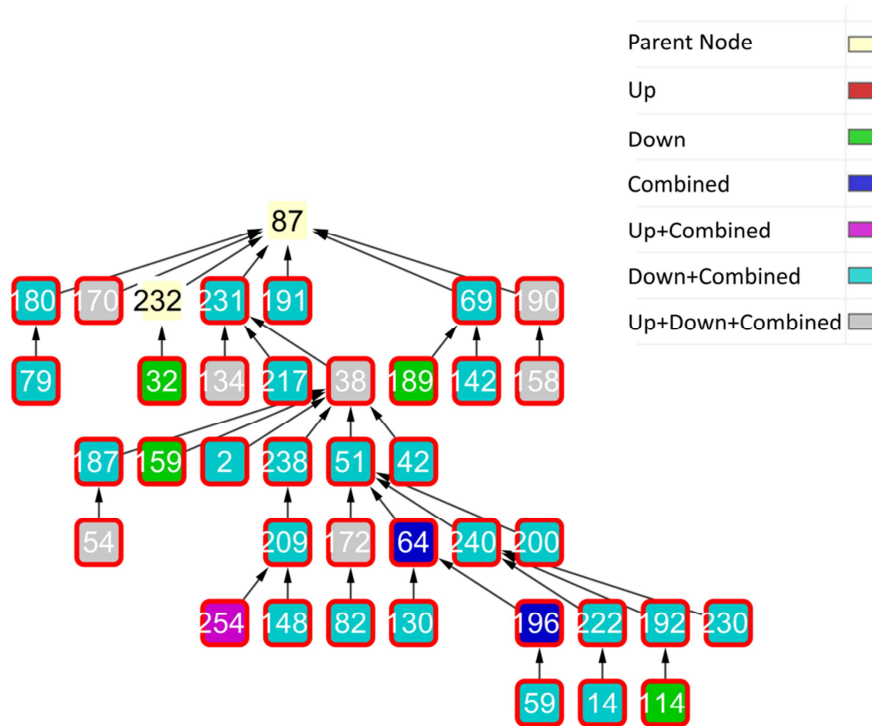 Parent Node
Up
Down
Combined
Up+Combined
Down+Combined
Up+Down+Combined
87
180 170 232 231 191 69 190
79 32 134 217 38 189 142 158
187 159 2 238 51 42
54 209 172 64 240 200
254 148 82 130 196 222 192 230
59 14 114